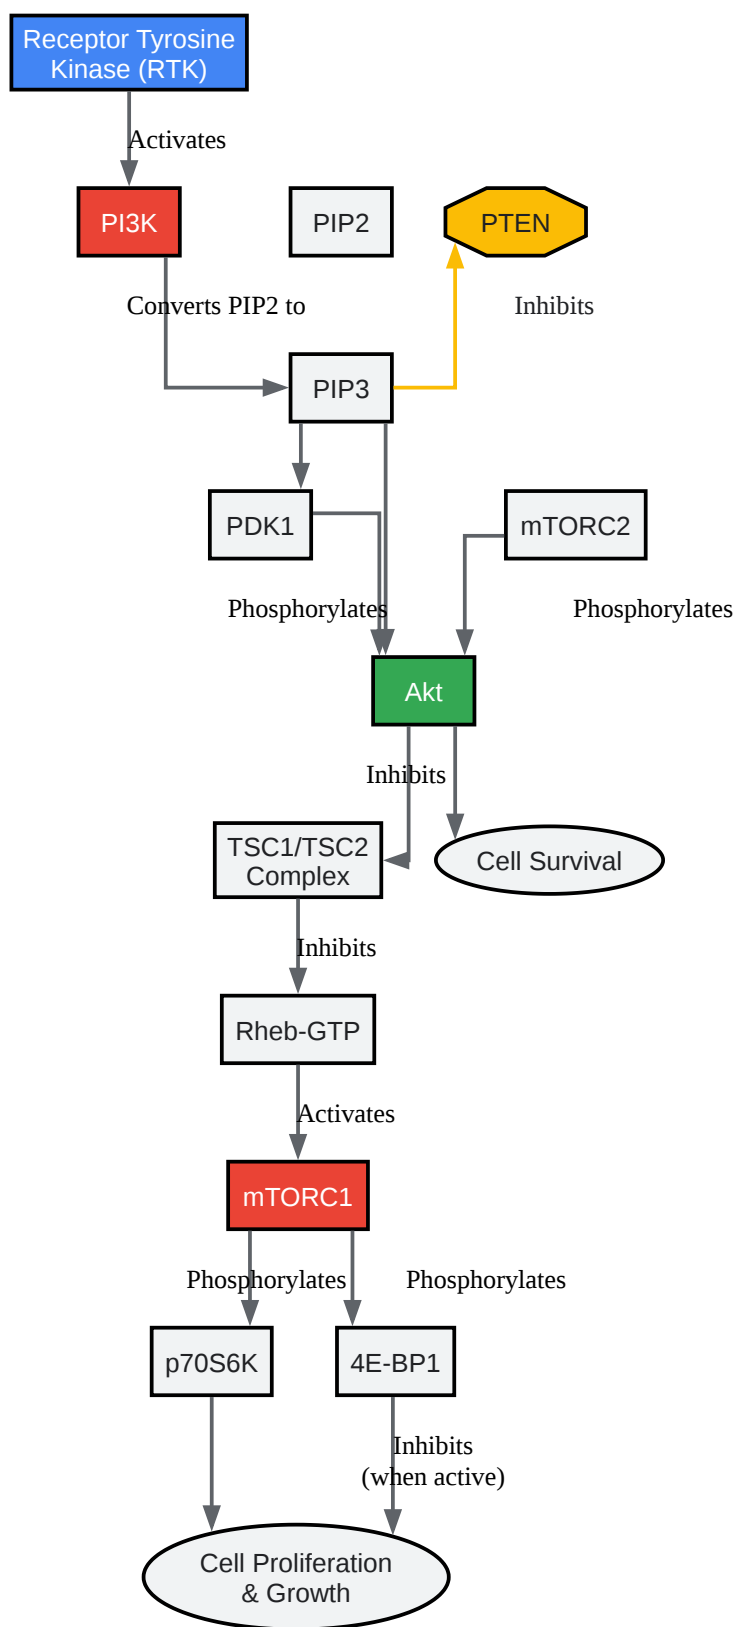 Receptor Tyrosine
Kinase (RTK)
Activates
PI3K
PIP2
PTEN
Converts PIP2 to
Inhibits
PIP3
PDK1
mTORC2
Phosphorylates
Phosphorylates
Akt
Inhibits
TSC1/TSC2
Complex
Cell Survival
Inhibits
Rheb-GTP
Activates
mTORC1
Phosphorylates
Phosphorylates
p70S6K
4E-BP1
Inhibits
(when active)
Cell Proliferation
& Growth